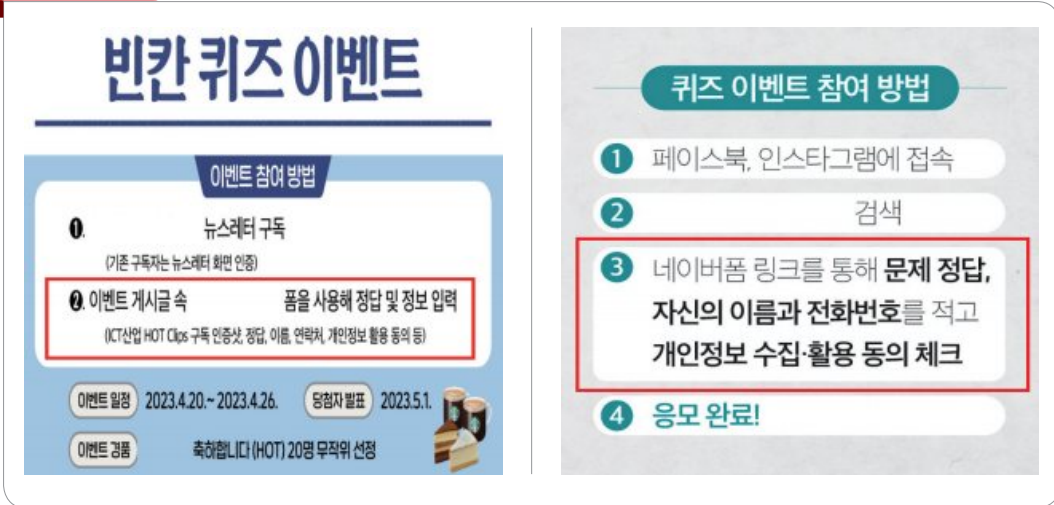 빈칸 퀴즈 이벤트
이벤트 참여 방법
❶. 뉴스레터 구독
(기존 구독자는 뉴스레터 화면 인증)
❷. 이벤트 게시글 속 폼을 사용해 정답 및 정보 입력
(ICT산업 HOT Clips 구독 인증샷, 정답, 이름, 연락처, 개인정보 활용 동의 등)
이벤트 일정 2023.4.20.~ 2023.4.26. 당첨자 발표 2023.5.1.
이벤트 경품 축하합니다 (HOT) 20명 무작위 선정
퀴즈 이벤트 참여 방법
1 페이스북, 인스타그램에 접속
2 검색
3 네이버폼 링크를 통해 문제 정답,
자신의 이름과 전화번호를 적고
개인정보 수집·활용 동의 체크
4 응모 완료!